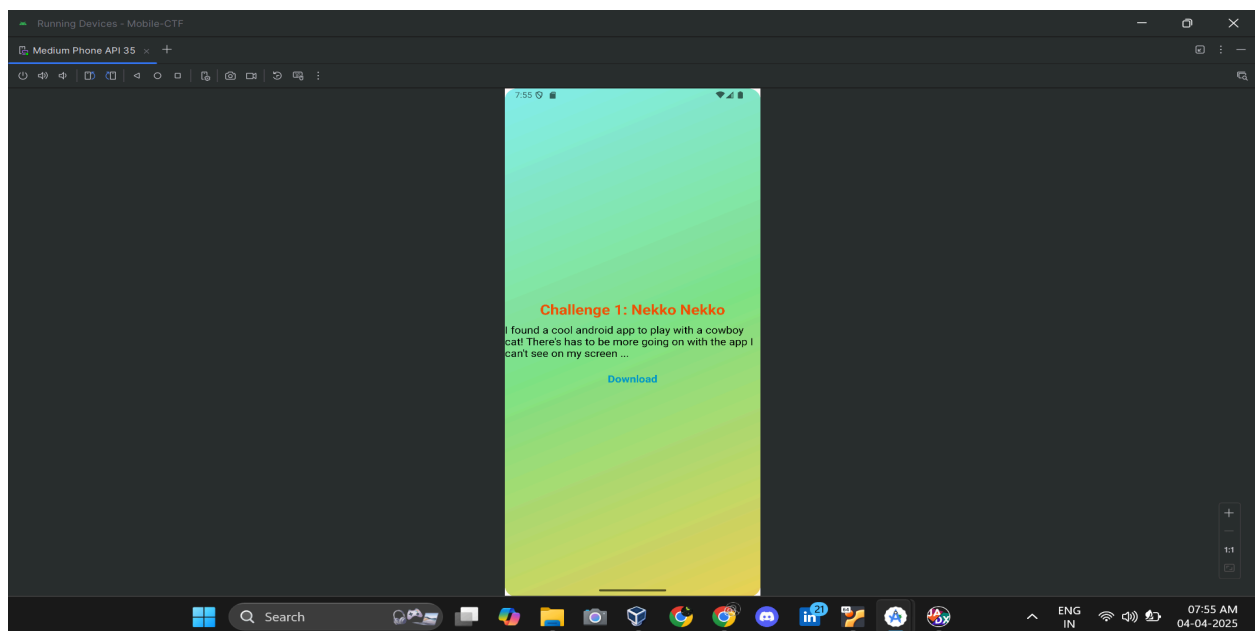 Running Devices - Mobile-CTF
Medium Phone API 35
7:55
Challenge 1: Nekko Nekko
I found a cool android app to play with a cowboy
cat! There's has to be more going on with the app I
can't see on my screen ...
Download
1:1
Search
21
ENG
IN
07:55 AM
04-04-2025